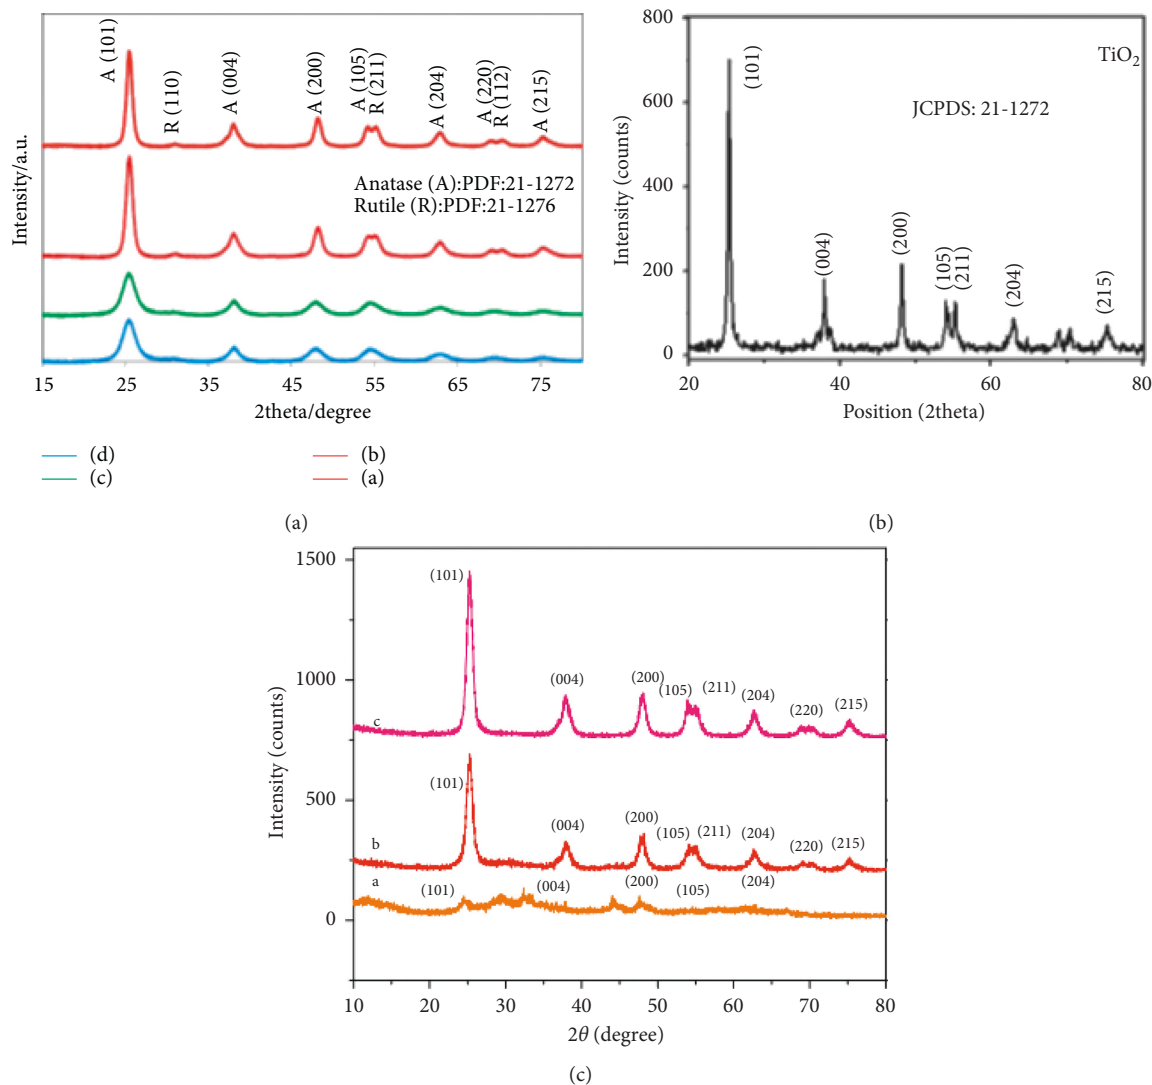 A (101)
R (110)
A (004)
A (200)
A (105)
R (211)
A (204)
A (220)
R (112)
A (215)
Anatase (A):PDF:21-1272
Rutile (R):PDF:21-1276
Intensity/a.u.
15 25 35 45 55 65 75
2theta/degree
(d) (b)
(c) (a)
(a)
800
600
400
200
0
Intensity (counts)
TiO2
JCPDS: 21-1272
(101)
(004)
(200)
(105)
(211)
(204)
(215)
20 40 60 80
Position (2theta)
(b)
1500
1000
500
0
Intensity (counts)
(101)
(004) (200) (105) (211) (204) (220) (215)
c
(101)
(004) (200) (105) (211) (204) (220) (215)
b
a
(101) (004) (200) (105) (204)
10 20 30 40 50 60 70 80
2θ (degree)
(c)